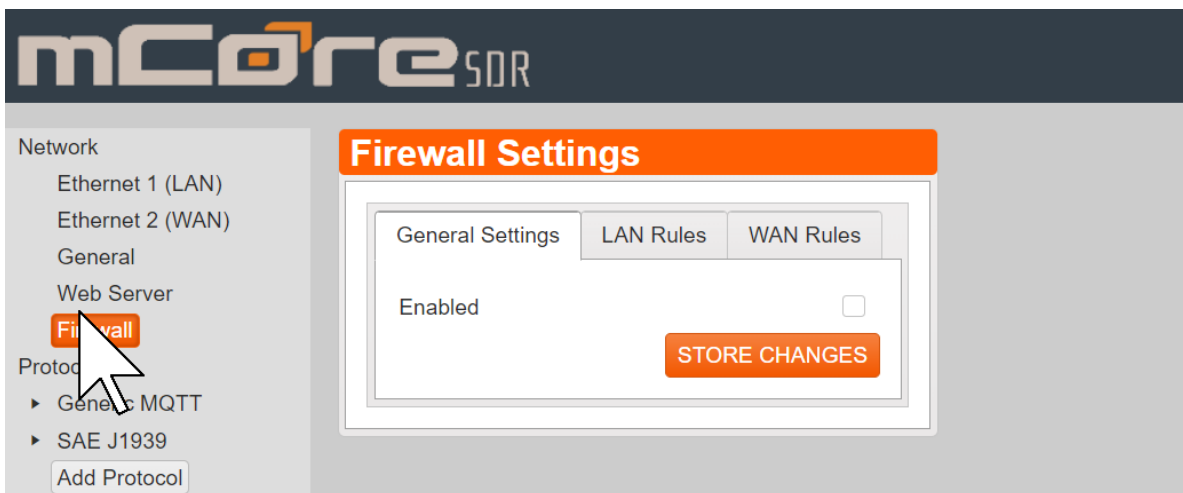 mCore SDR
Network
Ethernet 1 (LAN)
Ethernet 2 (WAN)
General
Web Server
Firewall
Generic MQTT
SAE J1939
Add Protocol
Firewall Settings
General Settings
LAN Rules
WAN Rules
Enabled
STORE CHANGES